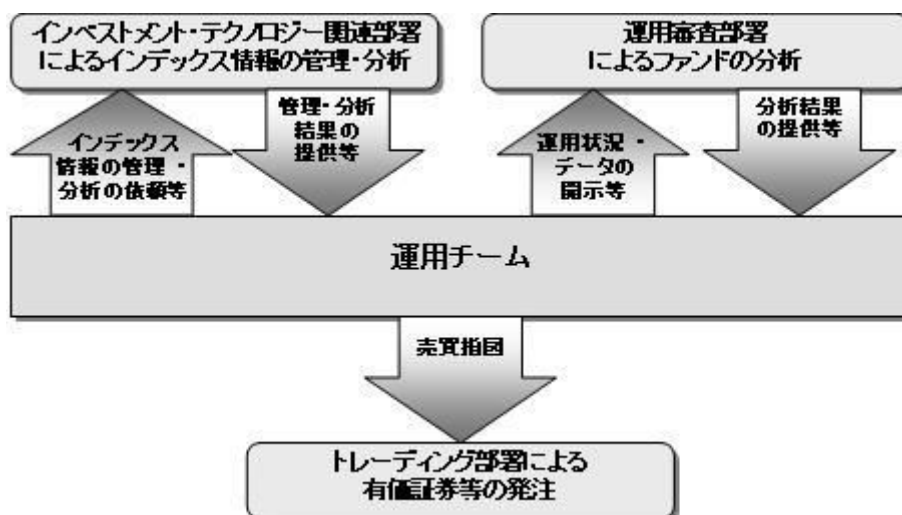 インベストメント・テクノロジー関連部署
によるインデックス情報の管理・分析
運用審査部署
によるファンドの分析
インデックス
情報の管理・
分析の依頼等
管理・分析
結果の
提供等
運用状況・
データの
開示等
分析結果
の提供等
運用チーム
売買指図
トレーディング部署による
有価証券等の発注